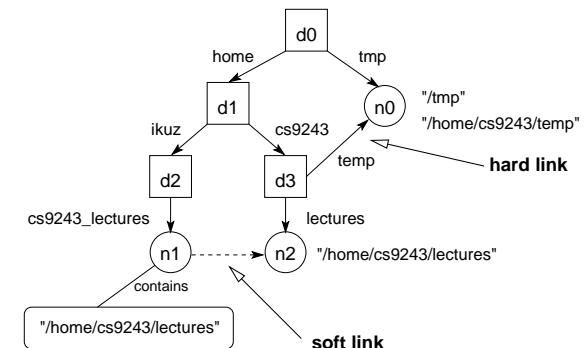 d0
home
tmp
d1
n0
"/tmp"
"/home/cs9243/temp"
ikuz
cs9243
temp
hard link
d2
d3
cs9243_lectures
lectures
n1
n2
"/home/cs9243/lectures"
contains
"/home/cs9243/lectures"
soft link